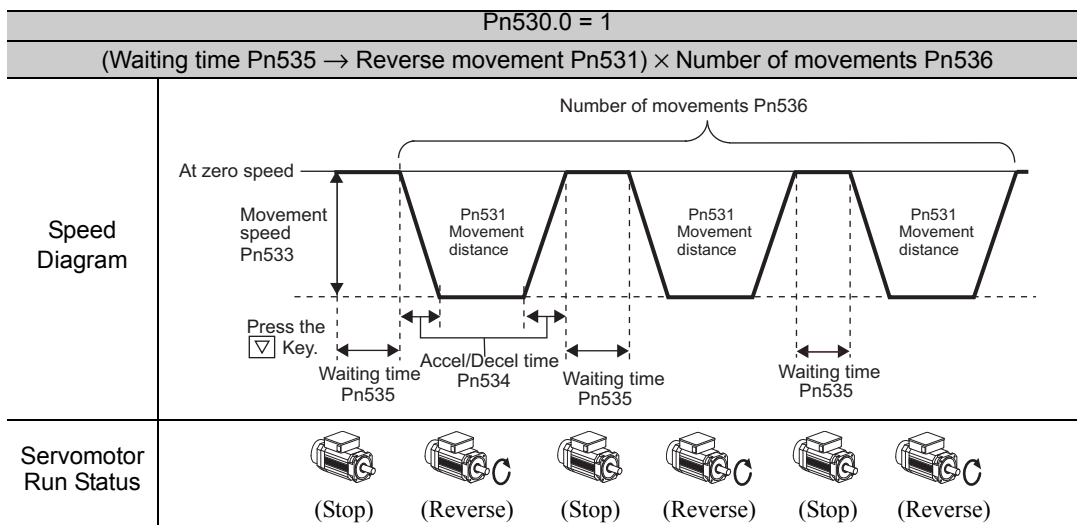 Pn530.0 = 1
(Waiting time Pn535 → Reverse movement Pn531) × Number of movements Pn536
Speed
Diagram
Number of movements Pn536
At zero speed
Movement
speed
Pn533
Pn531
Movement
distance
Pn531
Movement
distance
Pn531
Movement
distance
Press the
▽ Key.
Waiting time
Pn535
Accel/Decel time
Pn534
Waiting time
Pn535
Waiting time
Pn535
Servomotor
Run Status
(Stop)
(Reverse)
(Stop)
(Reverse)
(Stop)
(Reverse)